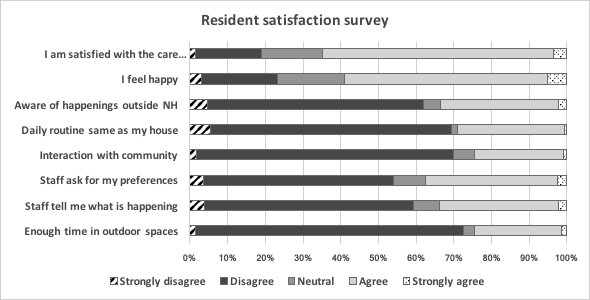 Resident satisfaction survey
I am satisfied with the care...
I feel happy
Aware of happenings outside NH
Daily routine same as my house
Interaction with community
Staff ask for my preferences
Staff tell me what is happening
Enough time in outdoor spaces
0% 10% 20% 30% 40% 50% 60% 70% 80% 90% 100%
Strongly disagree Disagree Neutral Agree Strongly agree